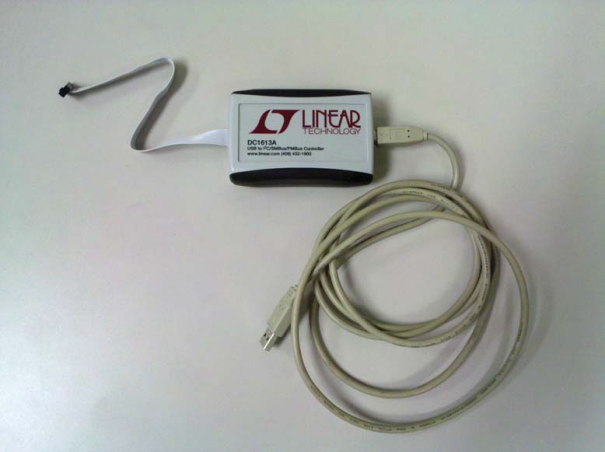 LINEAR
TECHNOLOGY
DC1613A
USB to I²C/SMBus/PMBus Controller
www.linear.com (408) 432-1900